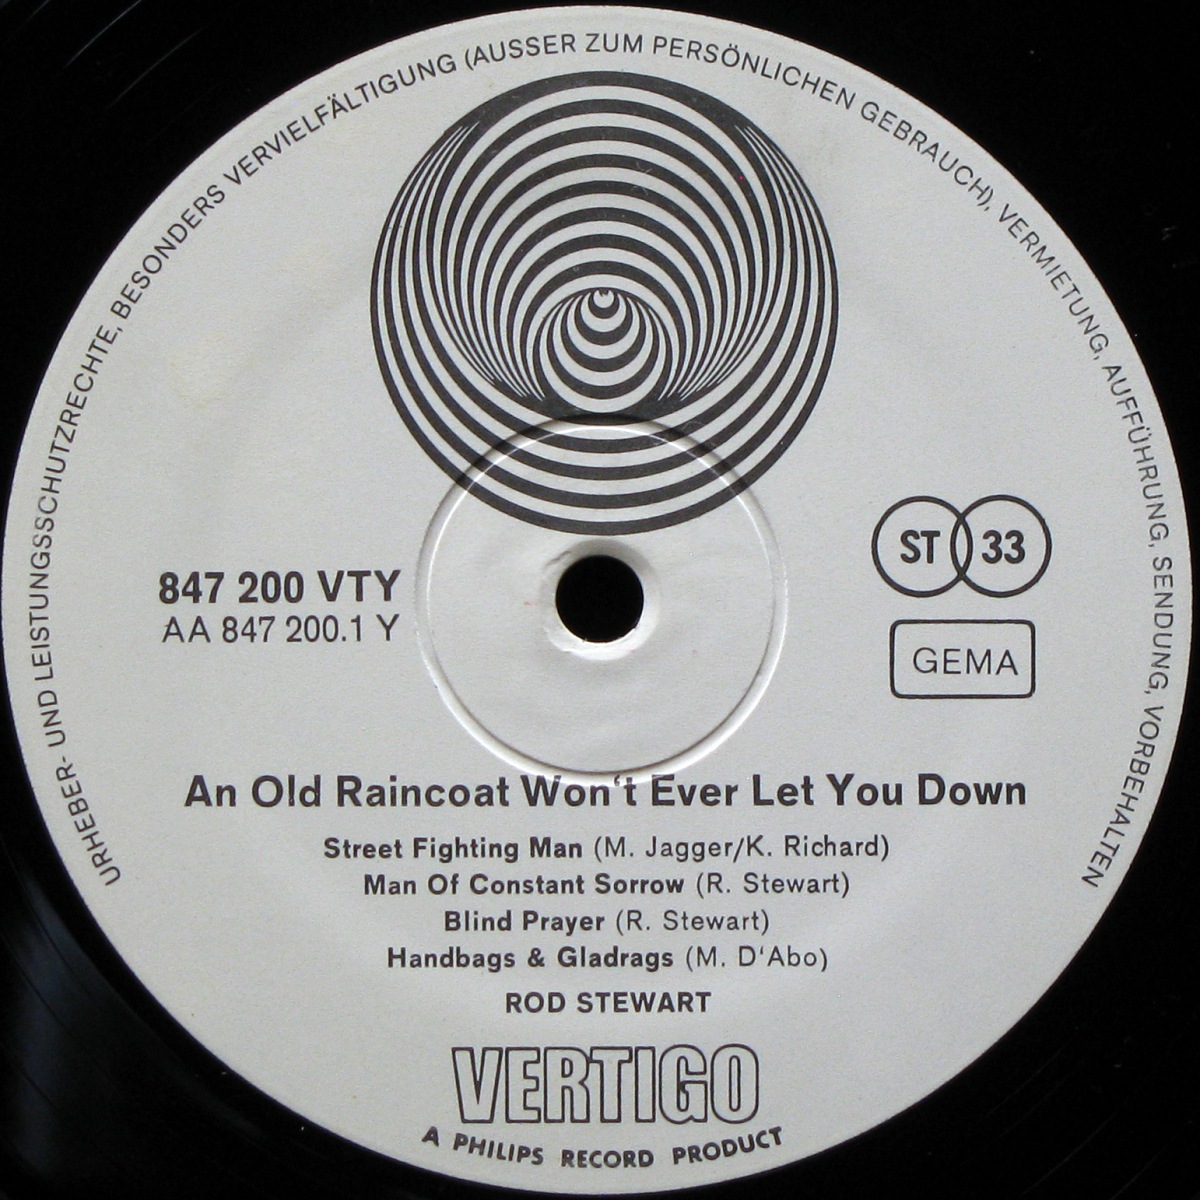 URHEBER- UND LEISTUNGSSCHUTZRECHTE, BESONDERS VERVIELFÄLTIGUNG (AUSSER ZUM PERSÖNLICHEN GEBRAUCH), VERMIETUNG, AUFFÜHRUNG, SENDUNG, VORBEHALTEN
847 200 VTY
AA 847 200.1 Y
ST 33
GEMA
An Old Raincoat Won't Ever Let You Down
Street Fighting Man (M. Jagger/K. Richard)
Man Of Constant Sorrow (R. Stewart)
Blind Prayer (R. Stewart)
Handbags & Gladrags (M. D'Abo)
ROD STEWART
VERTIGO
A PHILIPS RECORD PRODUCT